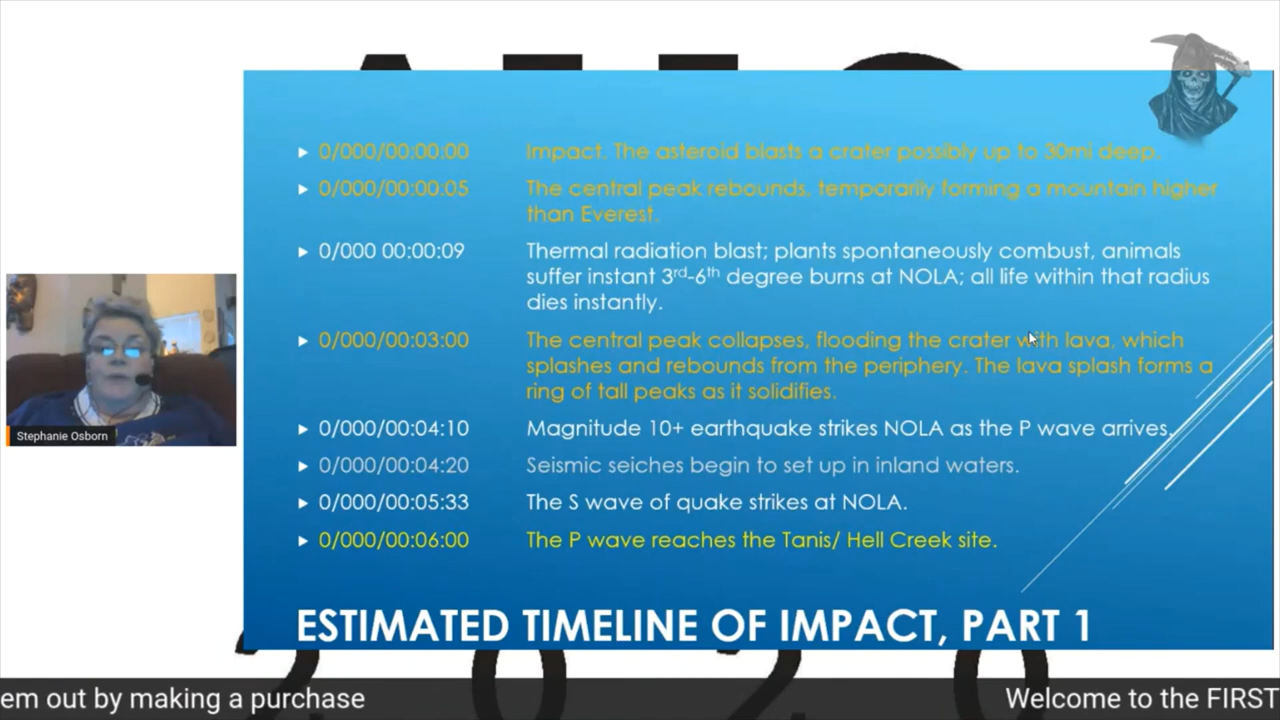 0/000/00:00:00 Impact. The asteroid blasts a crater possibly up to 30mi deep.
0/000/00:00.05 The central peak rebounds, temporarily forming a mountain higher
than Everest.
0/000 00:00:09 Thermal radiation blast; plants spontaneously combust, animals
suffer instant 3rd-6th degree burns at NOLA; all life within that radius
dies instantly.
0/000/00:03:00 The central peak collapses, flooding the crater with lava, which
splashes and rebounds from the periphery. The lava splash forms a
ring of tall peaks as it solidifies.
0/000/00:04:10 Magnitude 10+ earthquake strikes NOLA as the P wave arrives.
0/000/00:04:20 Seismic seiches begin to set up in inland waters.
0/000/00:05:33 The S wave of quake strikes at NOLA.
0/000/00:06:00 The P wave reaches the Tanis/ Hell Creek site.
ESTIMATED TIMELINE OF IMPACT, PART 1
Stephanie Osborn
2020
em out by making a purchase
Welcome to the FIRST